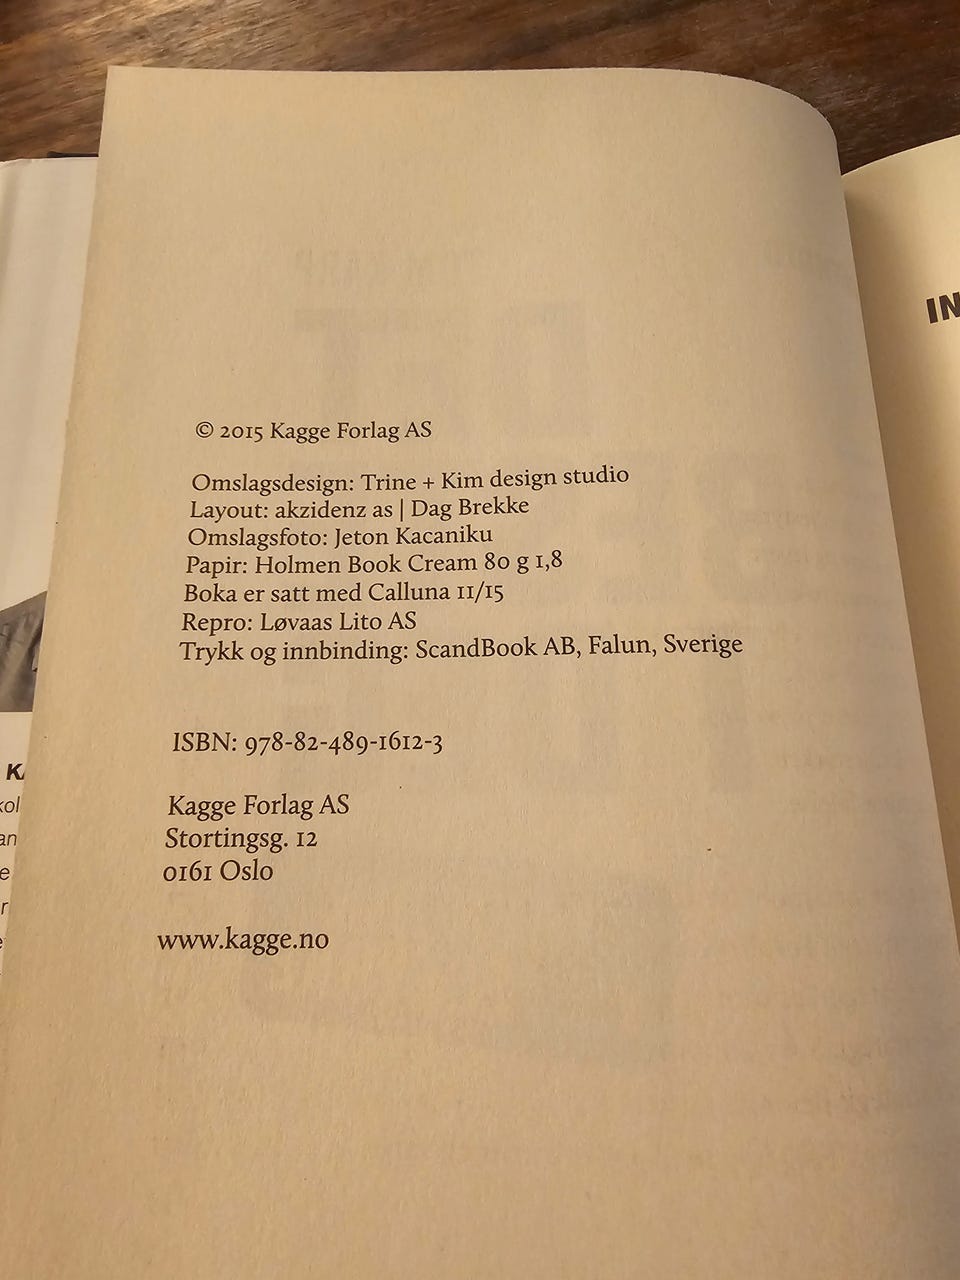 © 2015 Kagge Forlag AS
Omslagsdesign: Trine + Kim design studio
Layout: akzidenz as | Dag Brekke
Omslagsfoto: Jeton Kacaniku
Papir: Holmen Book Cream 80 g 1,8
Boka er satt med Calluna 11/15
Repro: Løvaas Lito AS
Trykk og innbinding: ScandBook AB, Falun, Sverige
ISBN: 978-82-489-1612-3
Kagge Forlag AS
Stortingsg. 12
0161 Oslo
www.kagge.no